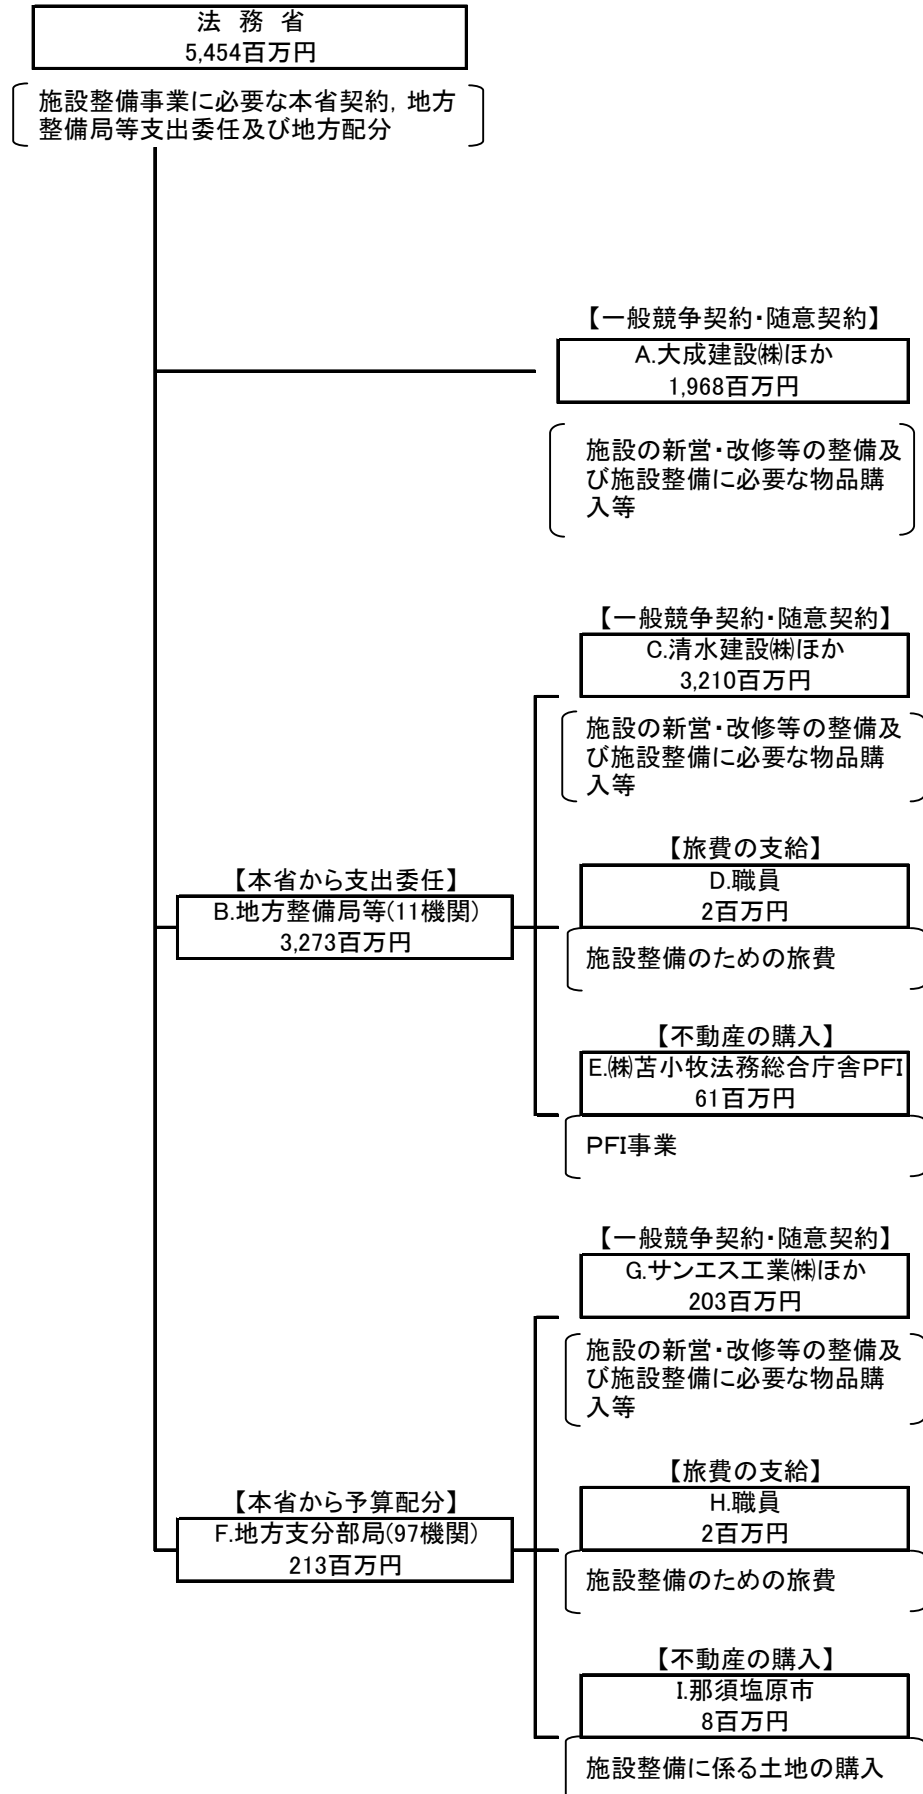 法 務 省
5,454百万円
施設整備事業に必要な本省契約，地方
整備局等支出委任及び地方配分
【一般競争契約・随意契約】
A.大成建設㈱ほか
1,968百万円
施設の新営・改修等の整備及
び施設整備に必要な物品購
入等
【一般競争契約・随意契約】
C.清水建設㈱ほか
3,210百万円
施設の新営・改修等の整備及
び施設整備に必要な物品購
入等
【旅費の支給】
D.職員
2百万円
施設整備のための旅費
【本省から支出委任】
B.地方整備局等(11機関)
3,273百万円
【不動産の購入】
E.㈱苫小牧法務総合庁舎PFI
61百万円
PFI事業
【一般競争契約・随意契約】
G.サンエス工業㈱ほか
203百万円
施設の新営・改修等の整備及
び施設整備に必要な物品購
入等
【旅費の支給】
H.職員
2百万円
施設整備のための旅費
【本省から予算配分】
F.地方支分部局(97機関)
213百万円
【不動産の購入】
I.那須塩原市
8百万円
施設整備に係る土地の購入